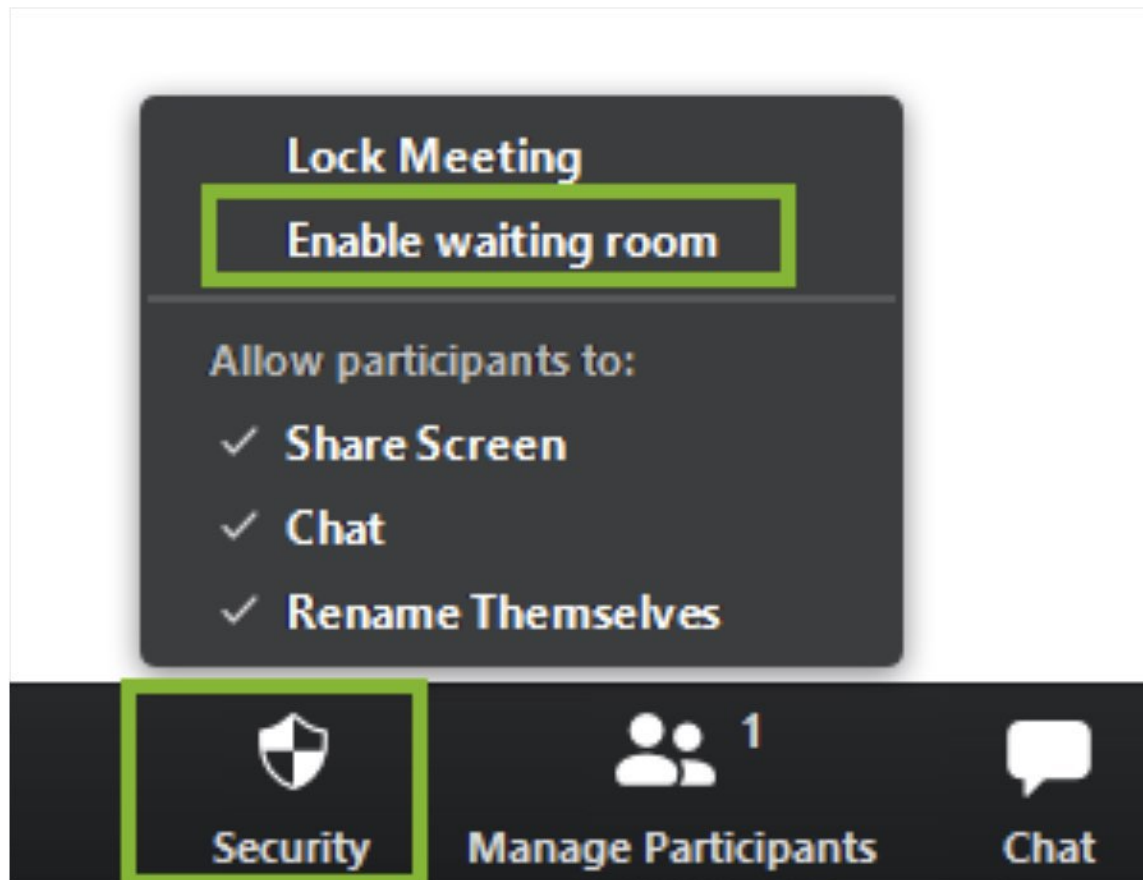 Lock Meeting
Enable waiting room
Allow participants to:
Share Screen
Chat
Rename Themselves
1
Security Manage Participants Chat